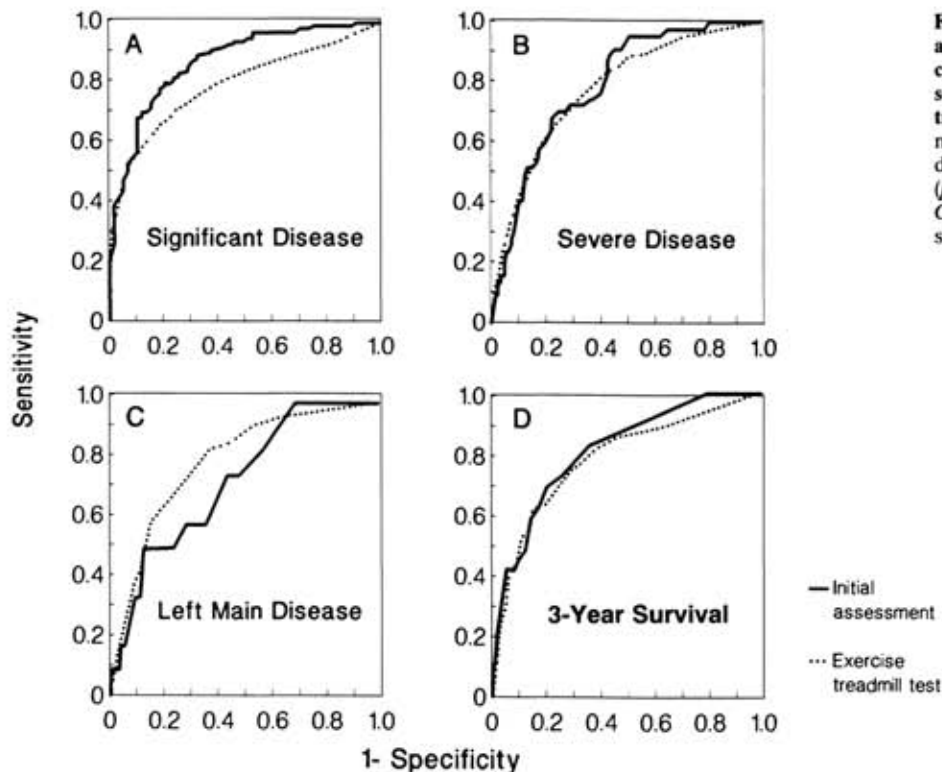 A
1.0
0.8
0.6
0.4
0.2
0
Significant Disease
0 0.2 0.4 0.6 0.8 1.0
B
1.0
0.8
0.6
0.4
0.2
0
Severe Disease
0 0.2 0.4 0.6 0.8 1.0
Sensitivity
C
1.0
0.8
0.6
0.4
0.2
0
Left Main Disease
0 0.2 0.4 0.6 0.8 1.0
D
1.0
0.8
0.6
0.4
0.2
0
3-Year Survival
0 0.2 0.4 0.6 0.8 1.0
1- Specificity
Initial
assessment
Exercise
treadmill test